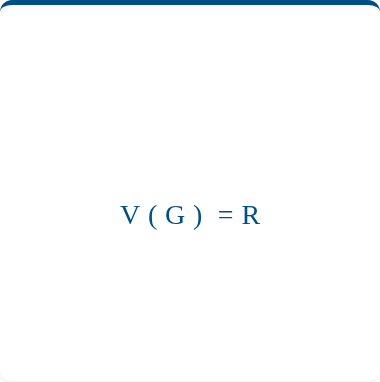 V ( G ) = R